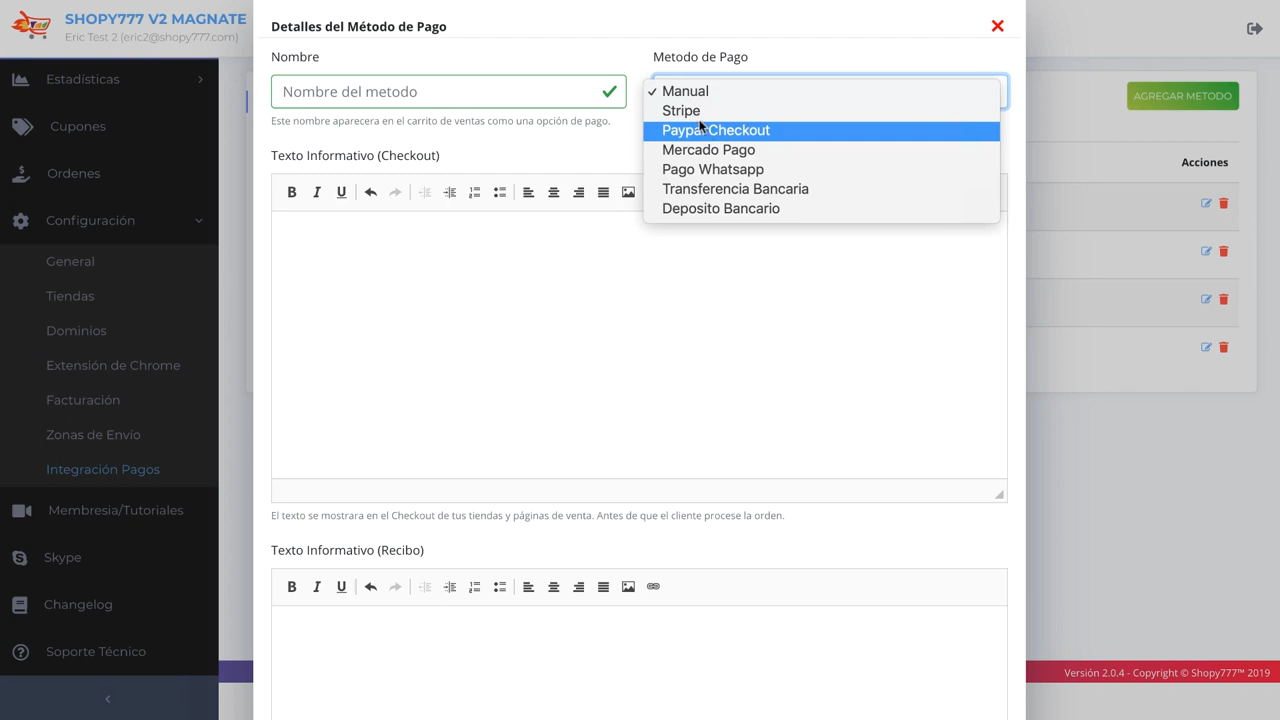 SHOPY777 V2 MAGNATE
Eric Test 2 (eric2@shopy777.com)
Estadísticas
Cupones
Ordenes
Configuración
General
Tiendas
Dominios
Extensión de Chrome
Facturación
Zonas de Envío
Integración Pagos
Membresia/Tutoriales
Skype
Changelog
Soporte Técnico
Detalles del Método de Pago
Nombre
Nombre del metodo
Este nombre aparecera en el carrito de ventas como una opción de pago.
Metodo de Pago
Manual
Stripe
Paypal Checkout
Mercado Pago
Pago Whatsapp
Transferencia Bancaria
Deposito Bancario
Texto Informativo (Checkout)
B I U
El texto se mostrara en el Checkout de tus tiendas y páginas de venta. Antes de que el cliente procese la orden.
Texto Informativo (Recibo)
B I U
AGREGAR METODO
Acciones
Versión 2.0.4 - Copyright © Shopy777™ 2019